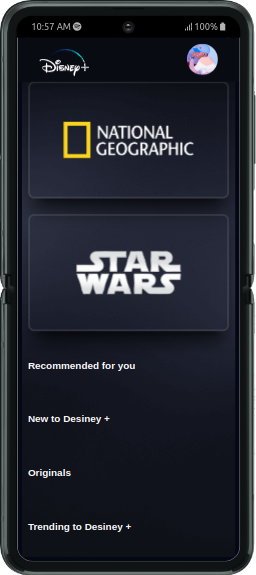 10:57 AM 100%
Disney+
NATIONAL
GEOGRAPHIC
STAR
WARS
Recommended for you
New to Desiney +
Originals
Trending to Desiney +